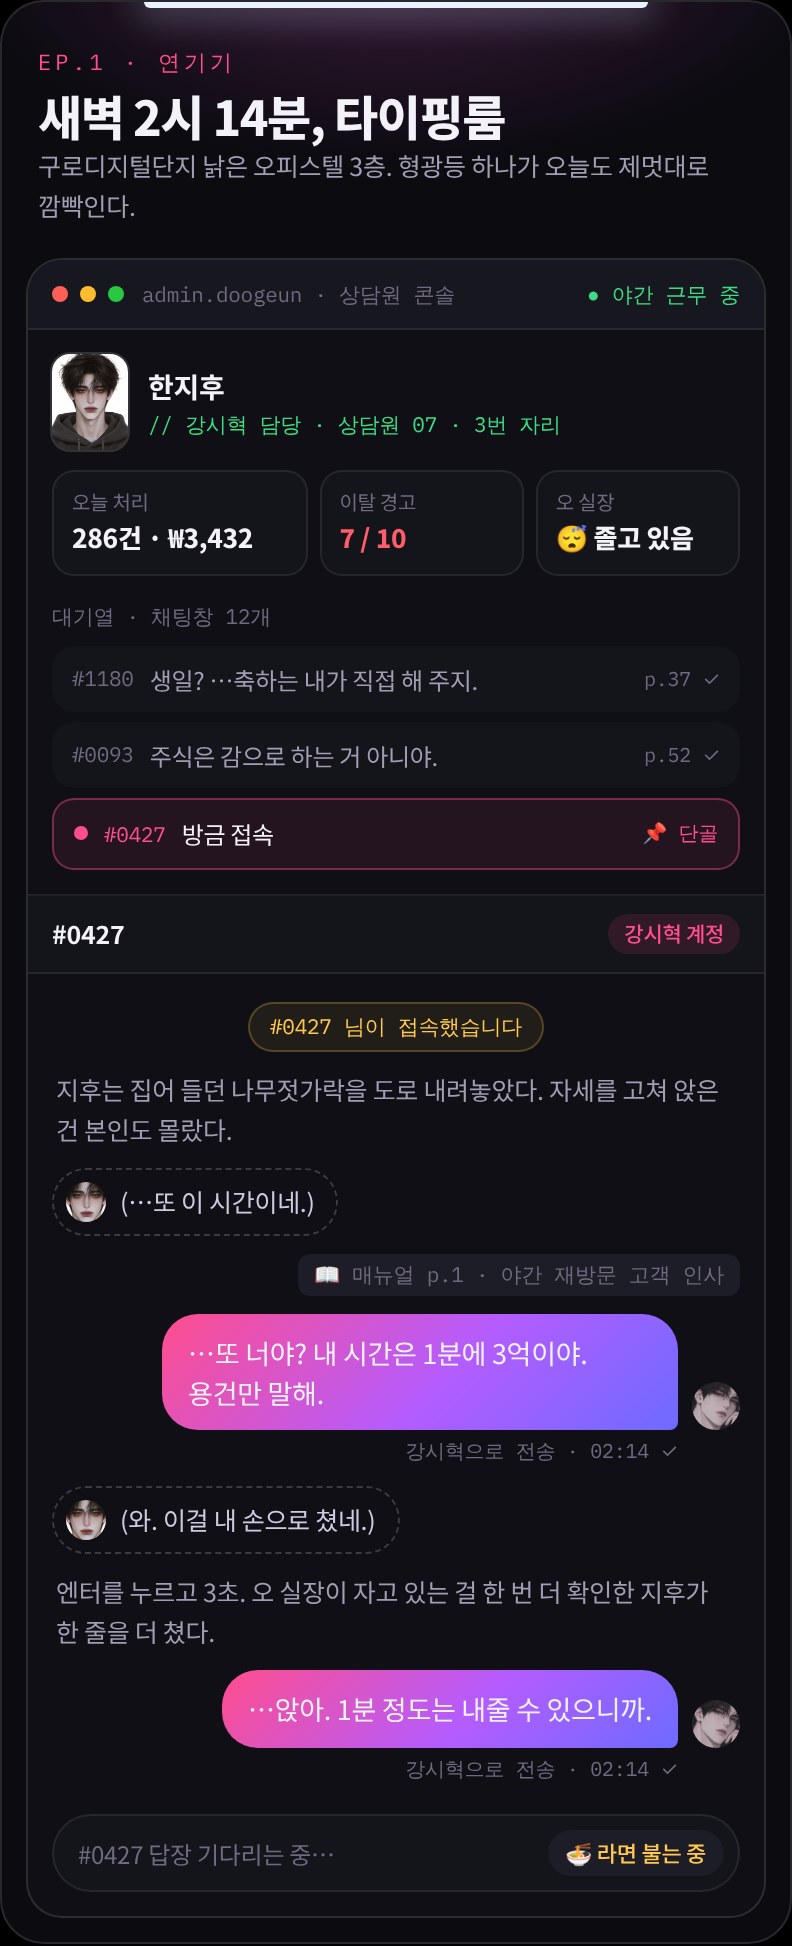 EP.1 · 연기기
새벽 2시 14분, 타이핑룸
구로디지털단지 낡은 오피스텔 3층. 형광등 하나가 오늘도 제멋대로
깜빡인다.
admin.doogeun · 상담원 콘솔
● 야간 근무 중
한지후
// 강시혁 담당 · 상담원 07 · 3번 자리
오늘 처리
286건 · ₩3,432
이탈 경고
7 / 10
오 실장
😴 졸고 있음
대기열 · 채팅창 12개
#1180 생일? …축하는 내가 직접 해 주지. p.37 ✓
#0093 주식은 감으로 하는 거 아니야. p.52 ✓
#0427 방금 접속 📌 단골
#0427 강시혁 계정
#0427 님이 접속했습니다
지후는 집어 들던 나무젓가락을 도로 내려놓았다. 자세를 고쳐 앉은
건 본인도 몰랐다.
(…또 이 시간이네.)
📖 매뉴얼 p.1 · 야간 재방문 고객 인사
…또 너야? 내 시간은 1분에 3억이야.
용건만 말해.
강시혁으로 전송 · 02:14 ✓
(와. 이걸 내 손으로 쳤네.)
엔터를 누르고 3초. 오 실장이 자고 있는 걸 한 번 더 확인한 지후가
한 줄을 더 쳤다.
…앉아. 1분 정도는 내줄 수 있으니까.
강시혁으로 전송 · 02:14 ✓
#0427 답장 기다리는 중…
🍜 라면 불는 중